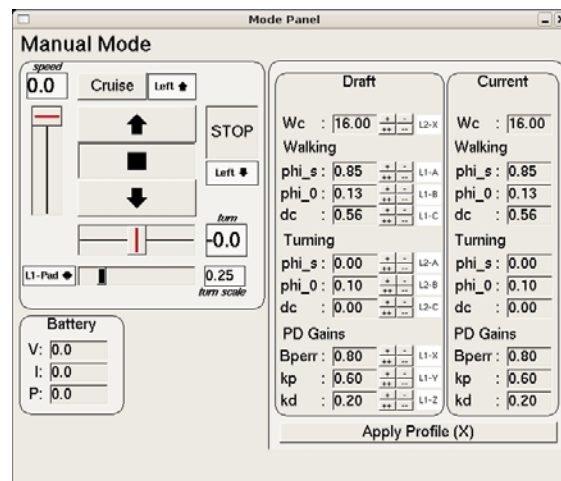 Mode Panel
Manual Mode
speed
0.0
Cruise
Left
STOP
Left
turn
-0.0
L1-Pad
0.25
turn scale
Battery
V: 0.0
I: 0.0
P: 0.0
Draft
Wc : 16.00 + - ++ -- L2-X
Walking
phi_s : 0.85 + - ++ -- L1-A
phi_0 : 0.13 + - ++ -- L1-B
dc : 0.56 + - ++ -- L1-C
Turning
phi_s : 0.00 + - ++ -- L2-A
phi_0 : 0.10 + - ++ -- L2-B
dc : 0.00 + - ++ -- L2-C
PD Gains
Bperr : 0.80 + - ++ -- L1-X
kp : 0.60 + - ++ -- L1-Y
kd : 0.20 + - ++ -- L1-Z
Current
Wc : 16.00
Walking
phi_s : 0.85
phi_0 : 0.13
dc : 0.56
Turning
phi_s : 0.00
phi_0 : 0.10
dc : 0.00
PD Gains
Bperr : 0.80
kp : 0.60
kd : 0.20
Apply Profile (X)